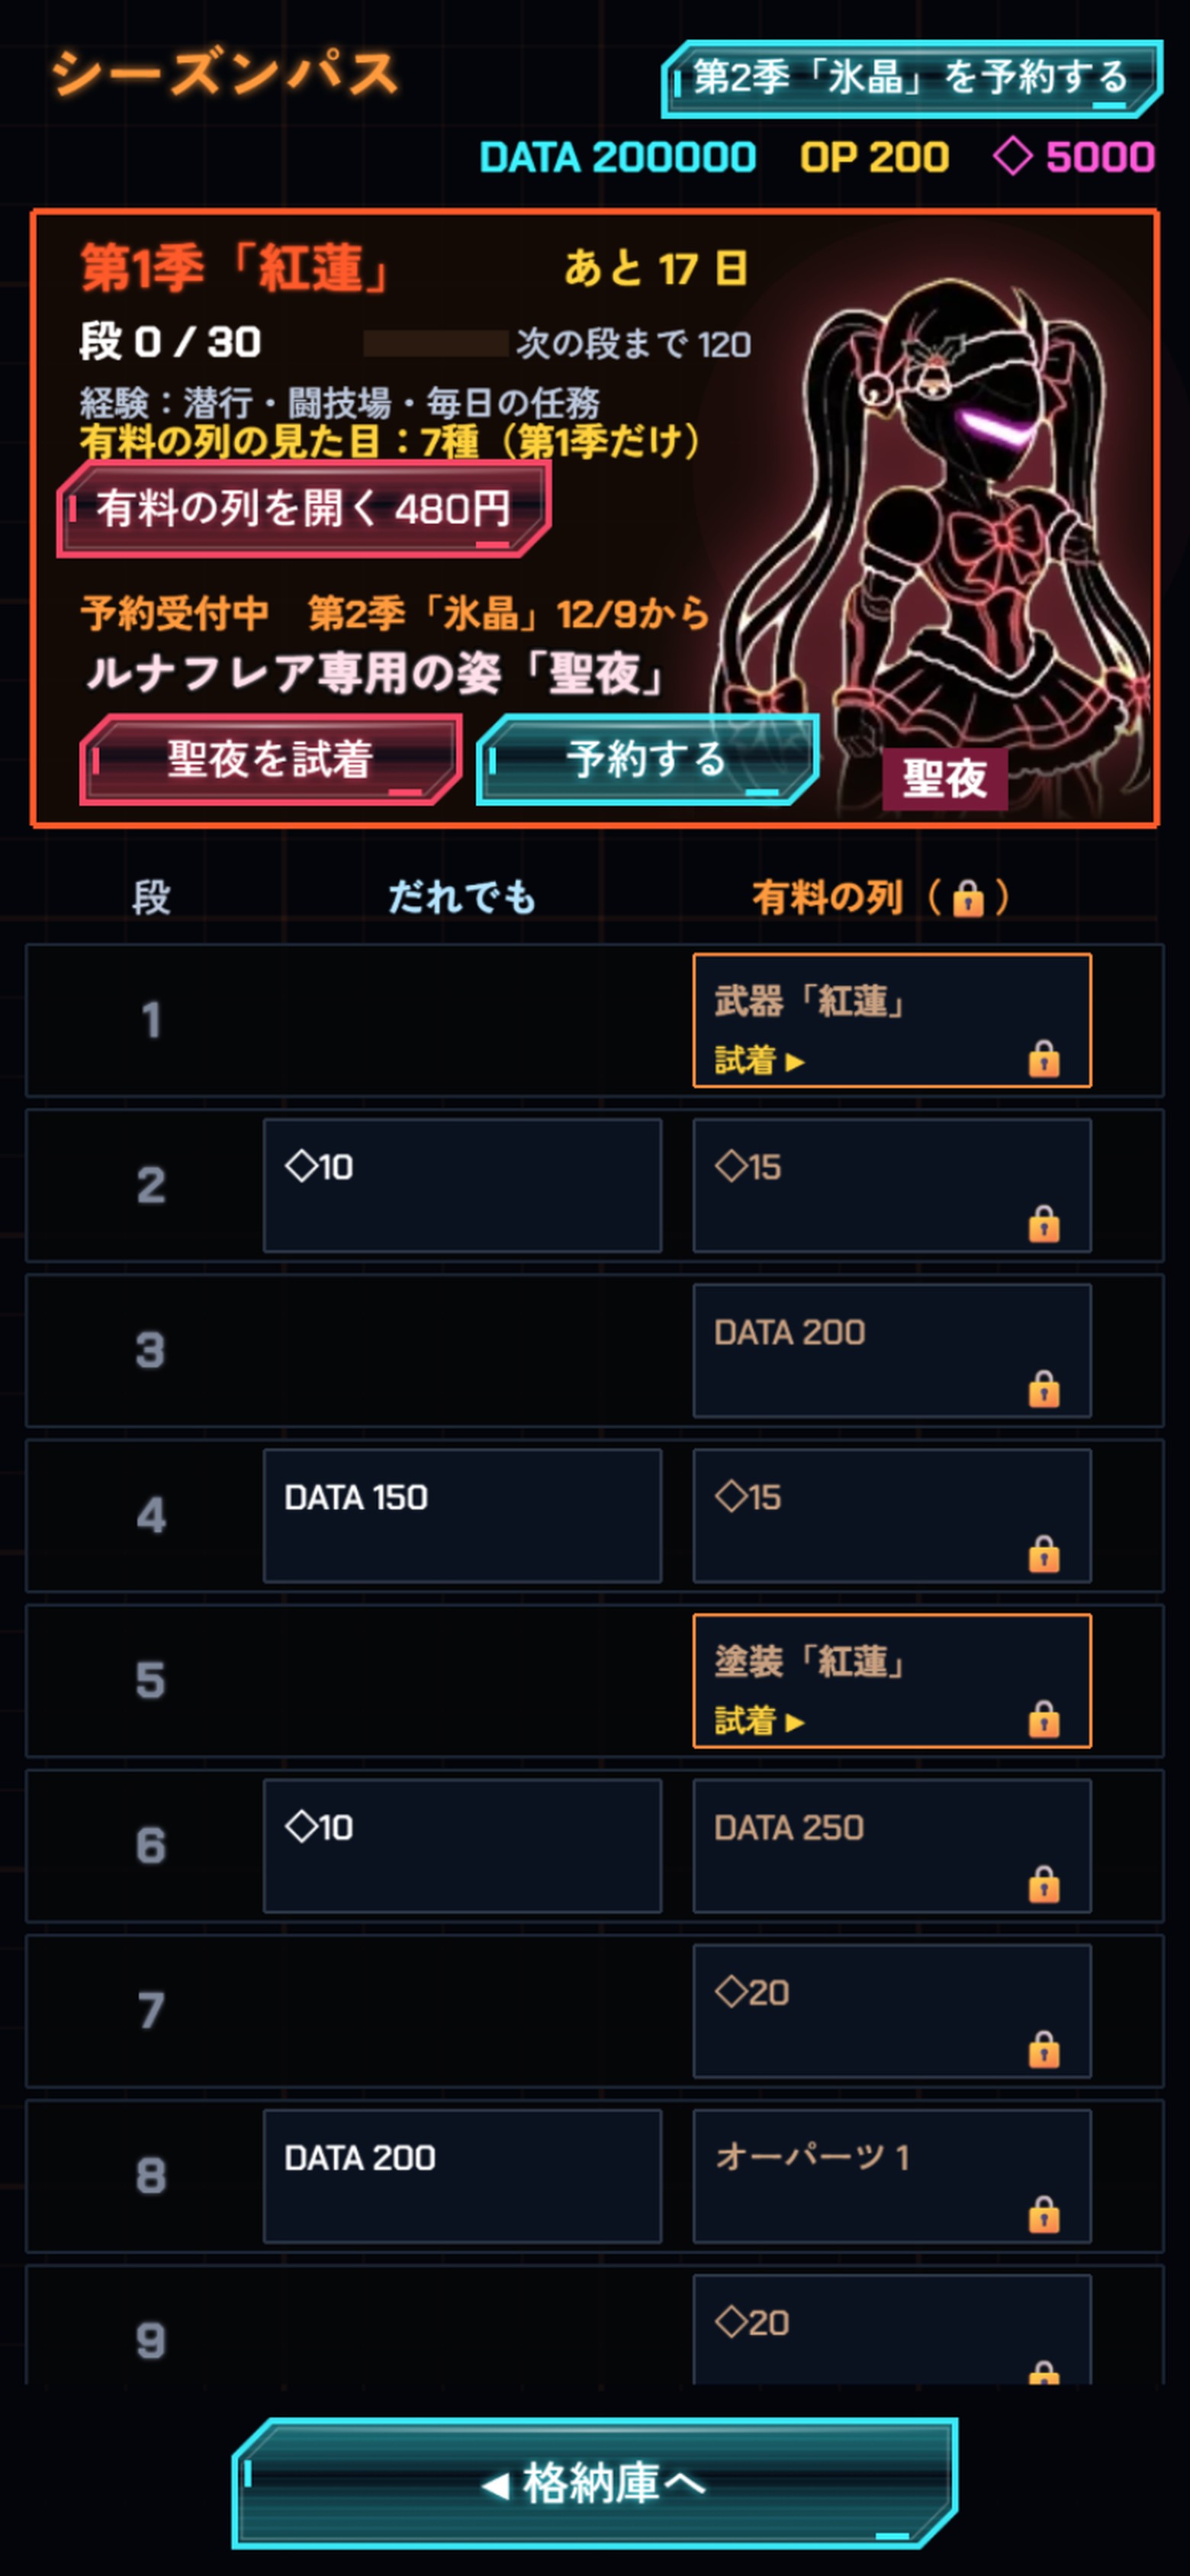 シーズンパス
第2季「氷晶」を予約する
DATA 200000 OP 200 ◇ 5000
第1季「紅蓮」 あと 17 日
段 0 / 30 次の段まで 120
経験：潜行・闘技場・毎日の任務
有料の列の見た目：7種（第1季だけ）
有料の列を開く 480円
予約受付中　第2季「氷晶」12/9から
ルナフレア専用の姿「聖夜」
聖夜を試着 予約する 聖夜
段 だれでも 有料の列（🔒）
1 武器「紅蓮」
試着 ▶ 🔒
2 ◇10 ◇15
🔒
3 DATA 200
🔒
4 DATA 150 ◇15
🔒
5 塗装「紅蓮」
試着 ▶ 🔒
6 ◇10 DATA 250
🔒
7 ◇20
🔒
8 DATA 200 オーパーツ 1
🔒
9 ◇20
🔒
◀ 格納庫へ